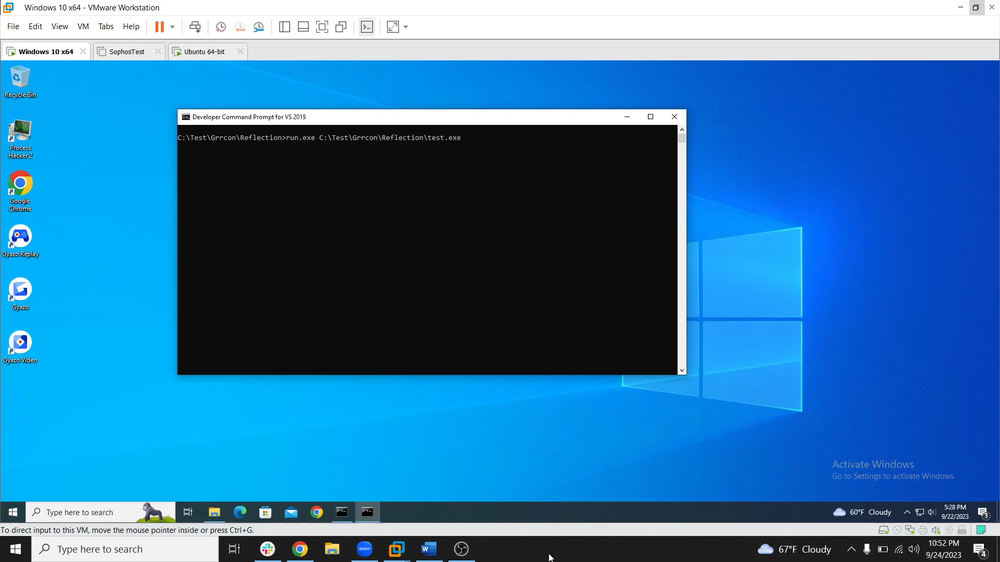 Windows 10 x64 - VMware Workstation
File Edit View VM Tabs Help
Windows 10 x64 SophosTest Ubuntu 64-bit
Recycle Bin
Process
Hacker 2
Google
Chrome
Gyazo Replay
Gyazo
Gyazo Video
Developer Command Prompt for VS 2019
C:\Test\Grrcon\Reflection>run.exe C:\Test\Grrcon\Reflection\test.exe
Activate Windows
Go to Settings to activate Windows.
Type here to search
60°F Cloudy
5:28 PM
9/22/2023
3
To direct input to this VM, move the mouse pointer inside or press Ctrl+G.
Type here to search
zoom
W
67°F Cloudy
10:52 PM
9/24/2023
4